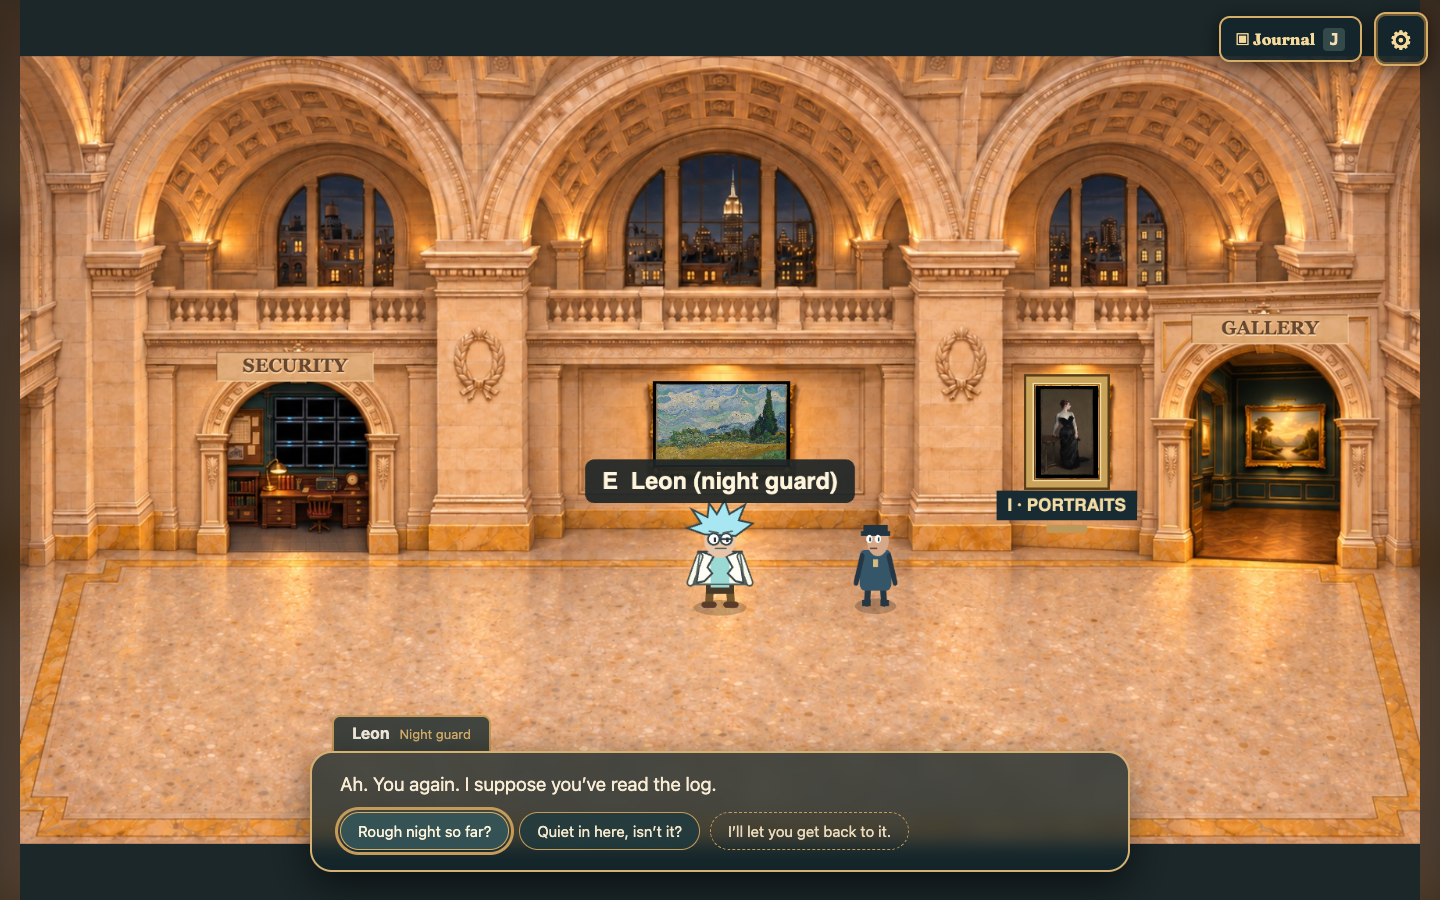 Journal J
SECURITY
GALLERY
E Leon (night guard)
I · PORTRAITS
Leon Night guard
Ah. You again. I suppose you’ve read the log.
Rough night so far? Quiet in here, isn’t it? I’ll let you get back to it.